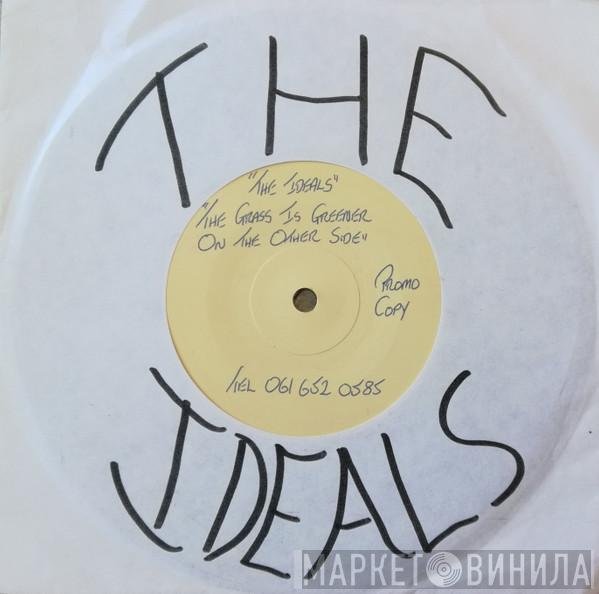 THE
"THE IDEALS"
"THE GRASS IS GREENER
ON THE OTHER SIDE"
PROMO
COPY
TEL 061 652 0585
IDEALS
МАРКЕТ ВИНИЛА